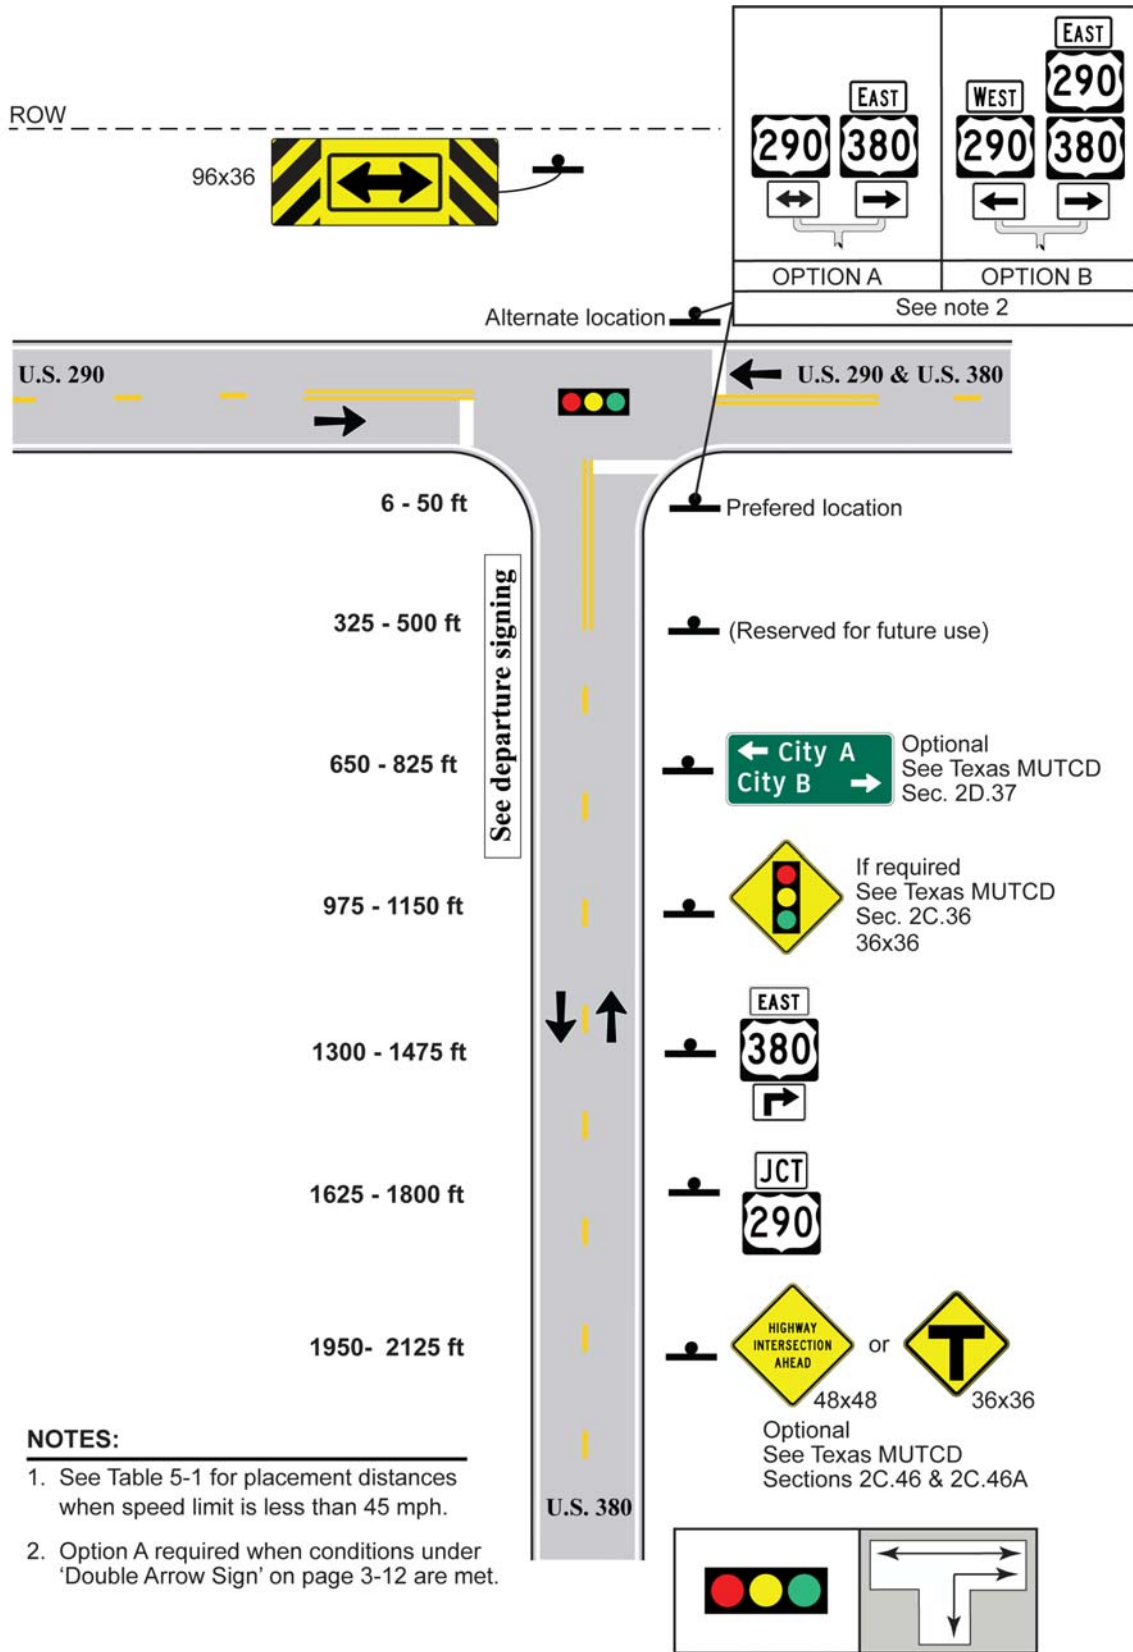 EAST
290
EAST
WEST
290
380
290
380
OPTION A
OPTION B
See note 2
ROW
96x36
Alternate location
U.S. 290
U.S. 290 & U.S. 380
6 - 50 ft
Prefered location
See departure signing
325 - 500 ft
(Reserved for future use)
650 - 825 ft
City A
City B
Optional
See Texas MUTCD
Sec. 2D.37
975 - 1150 ft
If required
See Texas MUTCD
Sec. 2C.36
36x36
1300 - 1475 ft
EAST
380
1625 - 1800 ft
JCT
290
1950- 2125 ft
HIGHWAY
INTERSECTION
AHEAD
or
48x48
36x36
Optional
See Texas MUTCD
Sections 2C.46 & 2C.46A
NOTES:
1. See Table 5-1 for placement distances
when speed limit is less than 45 mph.
2. Option A required when conditions under
'Double Arrow Sign' on page 3-12 are met.
U.S. 380